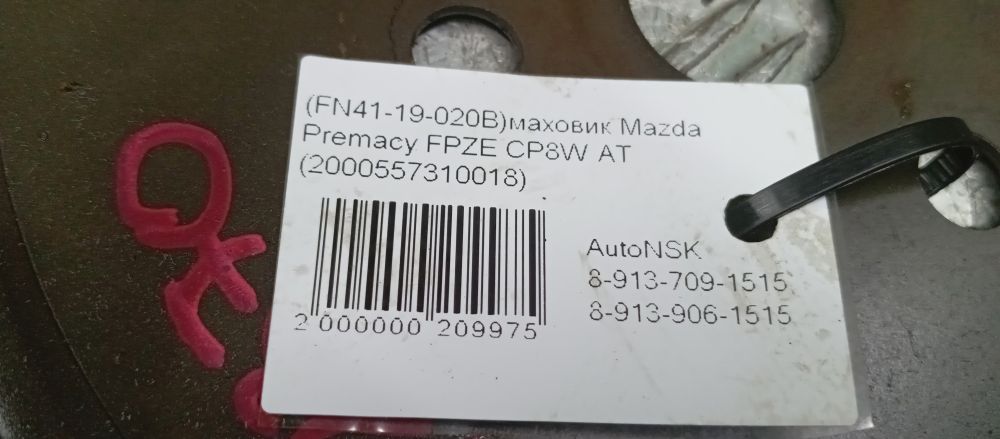 (FN41-19-020B)маховик Mazda
Premacy FPZE CP8W AT
(2000557310018)
2 000000 209975
AutoNSK
8-913-709-1515
8-913-906-1515